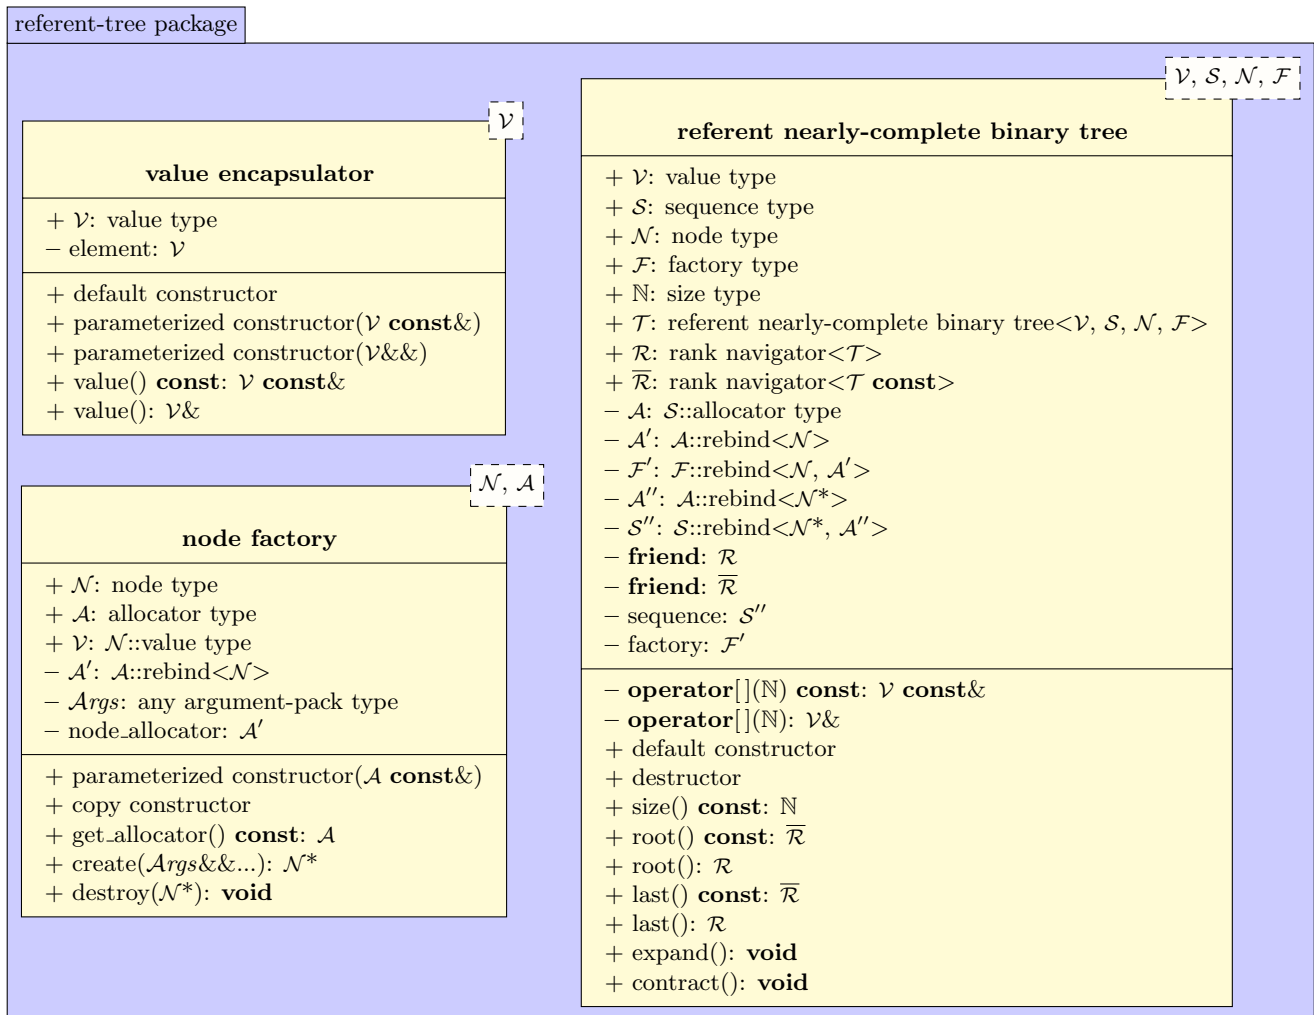 referent-tree package
𝒱
value encapsulator
+ 𝒱: value type
− element: 𝒱
+ default constructor
+ parameterized constructor(𝒱 const&)
+ parameterized constructor(𝒱&&)
+ value() const: 𝒱 const&
+ value(): 𝒱&
𝒩, 𝒜
node factory
+ 𝒩: node type
+ 𝒜: allocator type
+ 𝒱: 𝒩::value type
− 𝒜′: 𝒜::rebind<𝒩>
− 𝒜rgs: any argument-pack type
− node_allocator: 𝒜′
+ parameterized constructor(𝒜 const&)
+ copy constructor
+ get_allocator() const: 𝒜
+ create(𝒜rgs&&...): 𝒩*
+ destroy(𝒩*): void
𝒱, 𝒮, 𝒩, ℱ
referent nearly-complete binary tree
+ 𝒱: value type
+ 𝒮: sequence type
+ 𝒩: node type
+ ℱ: factory type
+ ℕ: size type
+ 𝒯: referent nearly-complete binary tree<𝒱, 𝒮, 𝒩, ℱ>
+ ℛ: rank navigator<𝒯>
+ ℛ̅: rank navigator<𝒯 const>
− 𝒜: 𝒮::allocator type
− 𝒜′: 𝒜::rebind<𝒩>
− ℱ′: ℱ::rebind<𝒩, 𝒜′>
− 𝒜′′: 𝒜::rebind<𝒩*>
− 𝒮′′: 𝒮::rebind<𝒩*, 𝒜′′>
− friend: ℛ
− friend: ℛ̅
− sequence: 𝒮′′
− factory: ℱ′
− operator[](ℕ) const: 𝒱 const&
− operator[](ℕ): 𝒱&
+ default constructor
+ destructor
+ size() const: ℕ
+ root() const: ℛ̅
+ root(): ℛ
+ last() const: ℛ̅
+ last(): ℛ
+ expand(): void
+ contract(): void